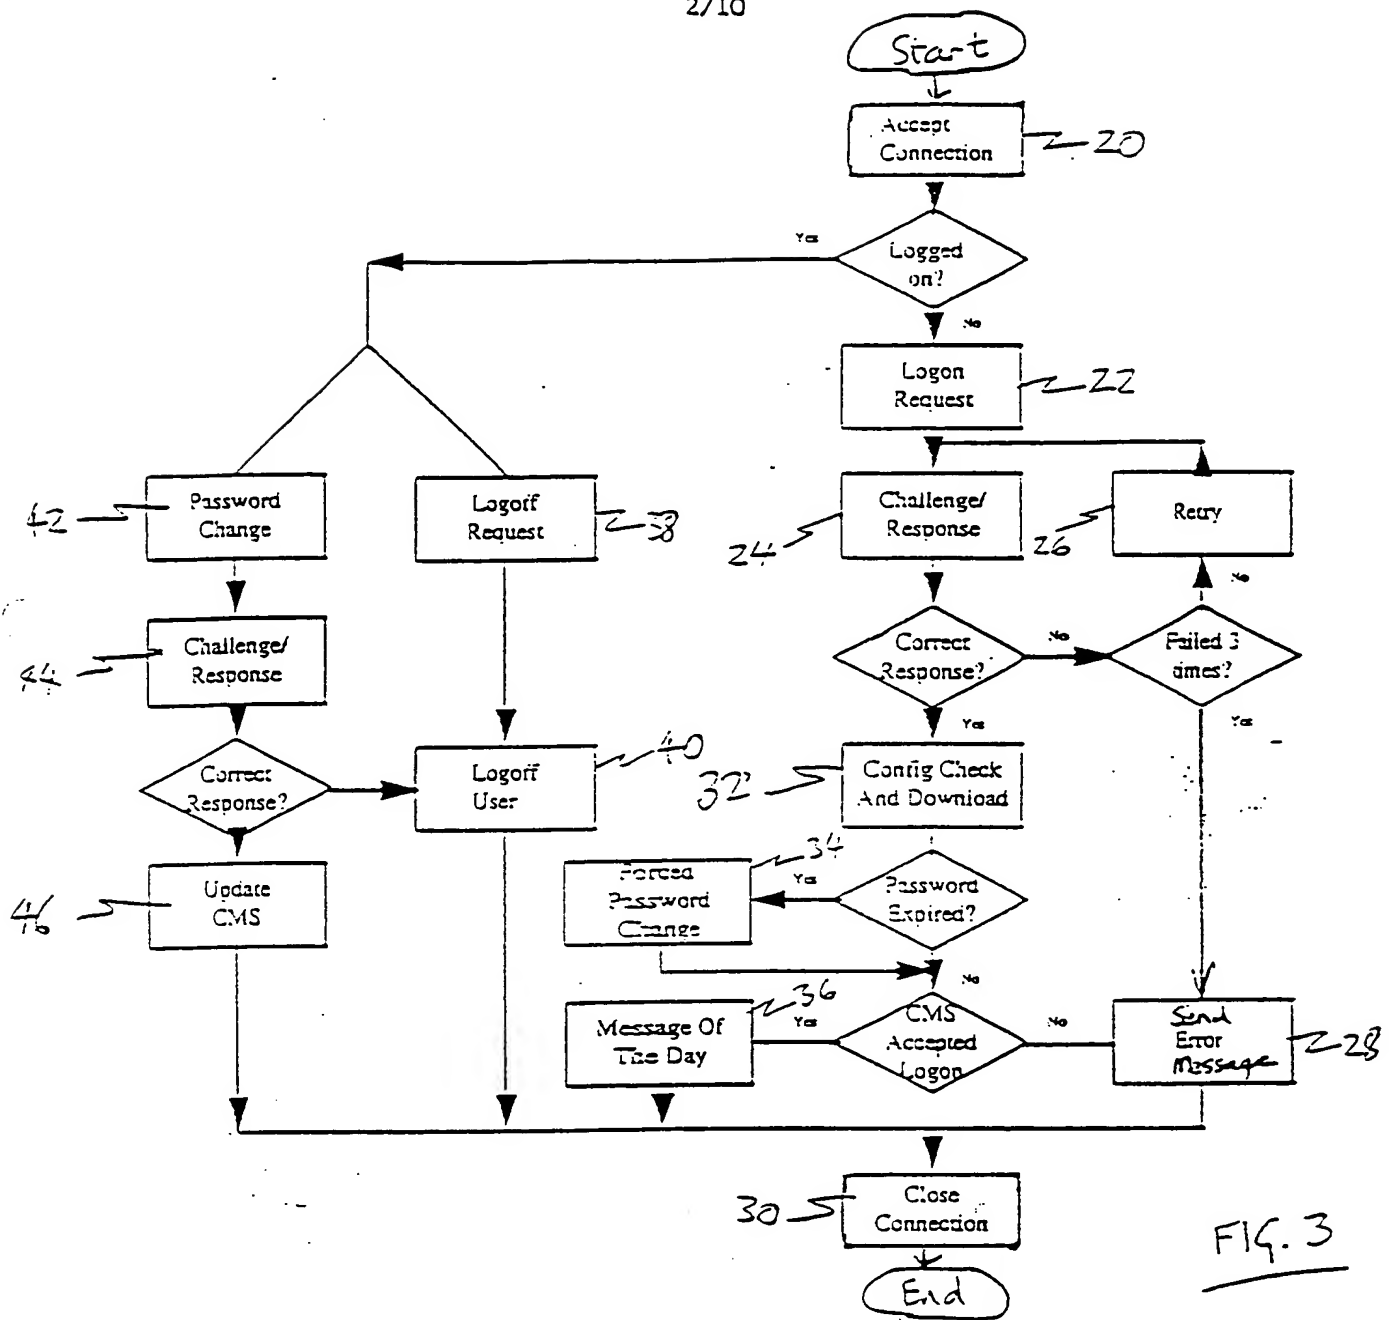 2/10
Start
Accept
Connection
20
Yes
Logged
on?
No
Logon
Request
22
Password
Change
42
Logoff
Request
38
Challenge/
Response
24
Retry
26
No
Challenge/
Response
44
Correct
Response?
No
Failed 3
times?
Yes
Yes
Correct
Response?
Logoff
User
40
Config Check
And Download
32
Update
CMS
46
Forced
Password
Change
34
Yes
Password
Expired?
No
Message Of
The Day
36
Yes
CMS
Accepted
Logon
No
Send
Error
Message
28
Close
Connection
30
End
FIG. 3